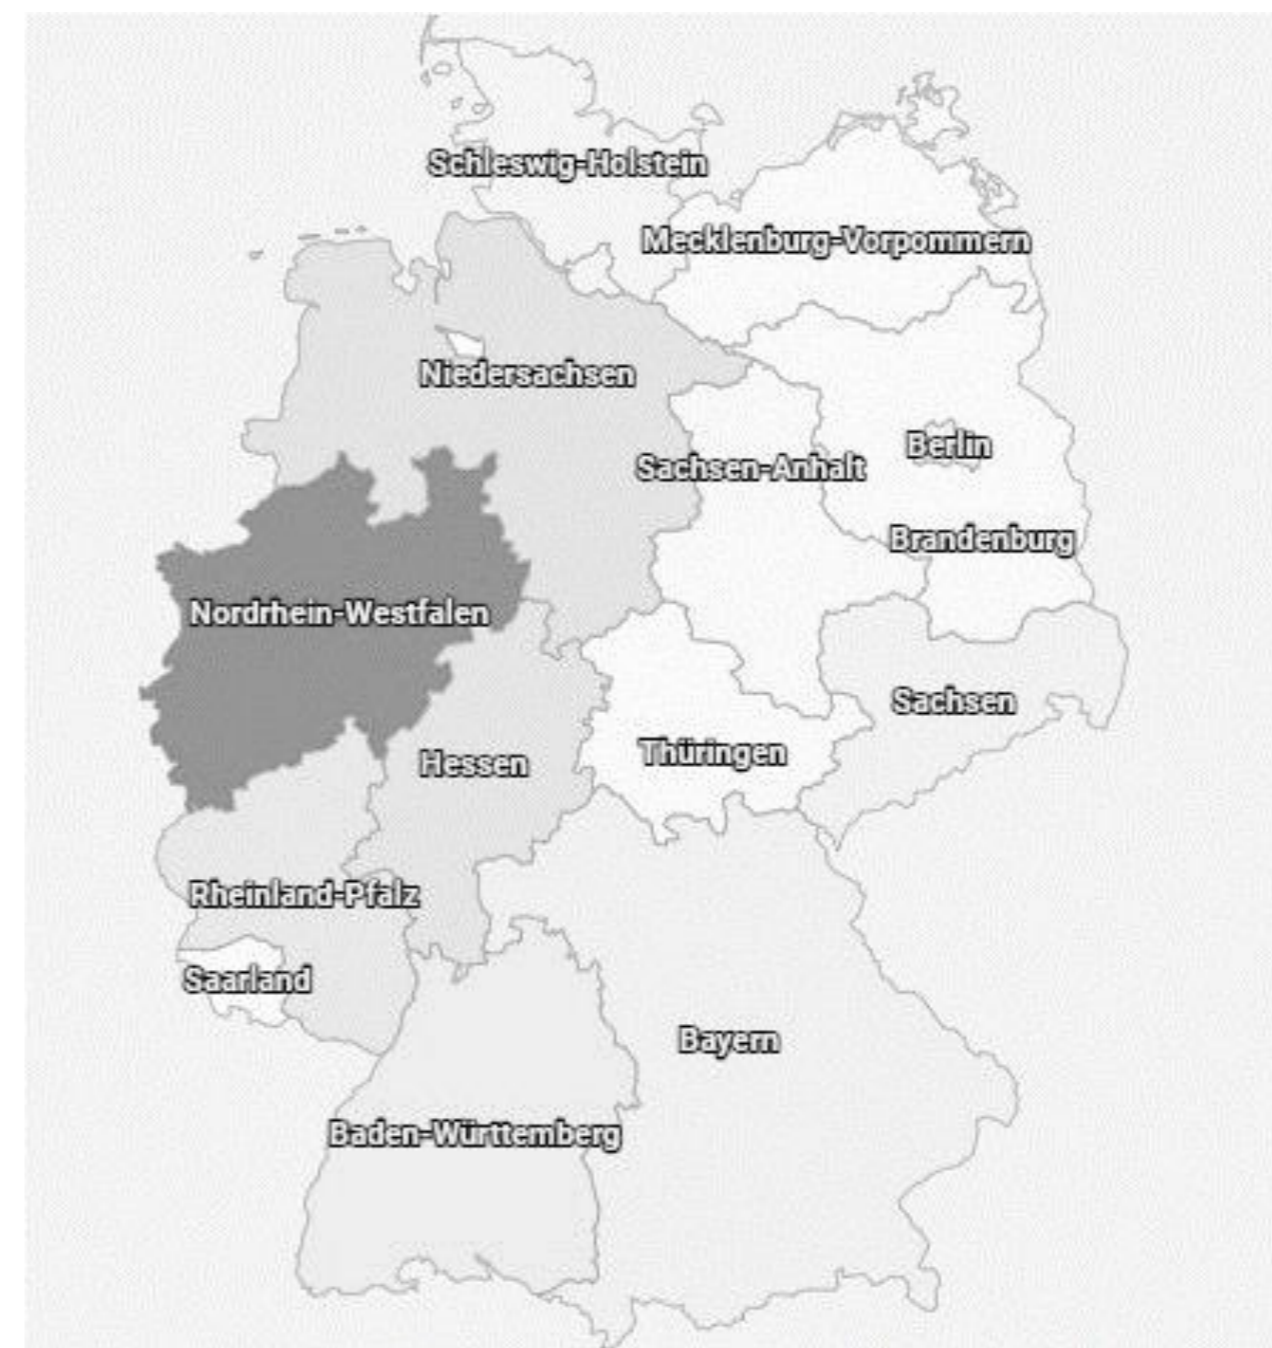 Schleswig-Holstein
Mecklenburg-Vorpommern
Niedersachsen
Berlin
Sachsen-Anhalt
Brandenburg
Nordrhein-Westfalen
Sachsen
Thüringen
Hessen
Rheinland-Pfalz
Saarland
Bayern
Baden-Württemberg